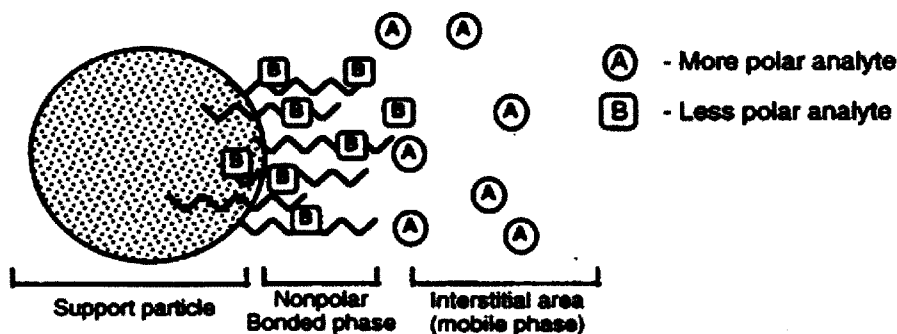 A A
B B
A - More polar analyte
B B A
B - Less polar analyte
B A
B
B
A
B A
A
Support particle
Nonpolar
Bonded phase
Interstitial area
(mobile phase)